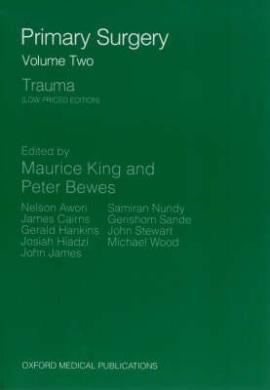 Primary Surgery
Volume Two
Trauma
(LOW PRICED EDITION)
Edited by
Maurice King and
Peter Bewes
Nelson Awori
James Cairns
Gerald Hankins
Josiah Hiadzi
John James
Samiran Nundy
Gerishom Sande
John Stewart
Michael Wood
OXFORD MEDICAL PUBLICATIONS